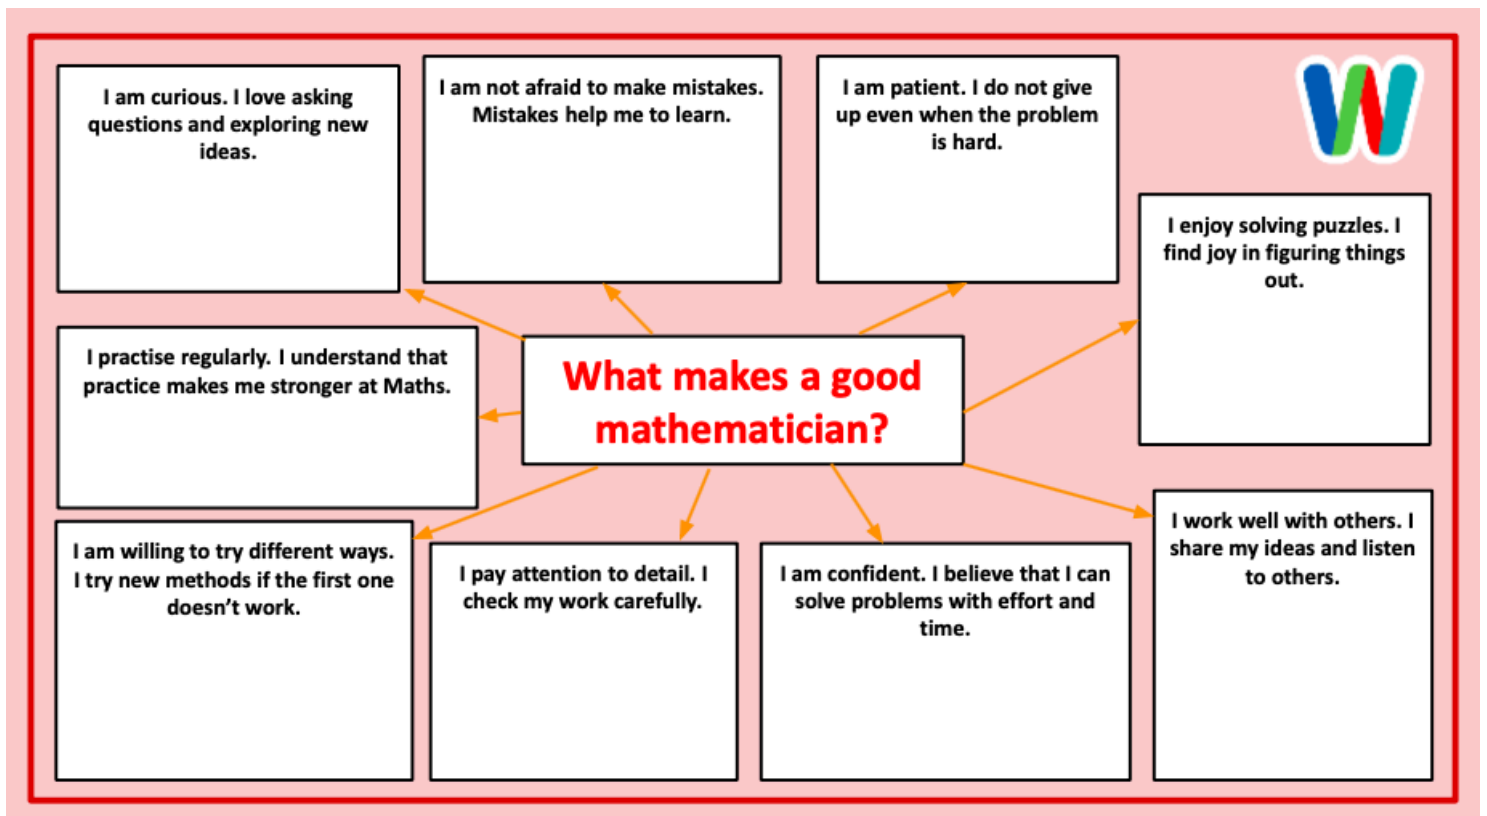 I am curious. I love asking
questions and exploring new
ideas.
I am not afraid to make mistakes.
Mistakes help me to learn.
I am patient. I do not give
up even when the problem
is hard.
W
I enjoy solving puzzles. I
find joy in figuring things
out.
I practise regularly. I understand that
practice makes me stronger at Maths.
What makes a good
mathematician?
I am willing to try different ways.
I try new methods if the first one
doesn’t work.
I pay attention to detail. I
check my work carefully.
I am confident. I believe that I can
solve problems with effort and
time.
I work well with others. I
share my ideas and listen
to others.